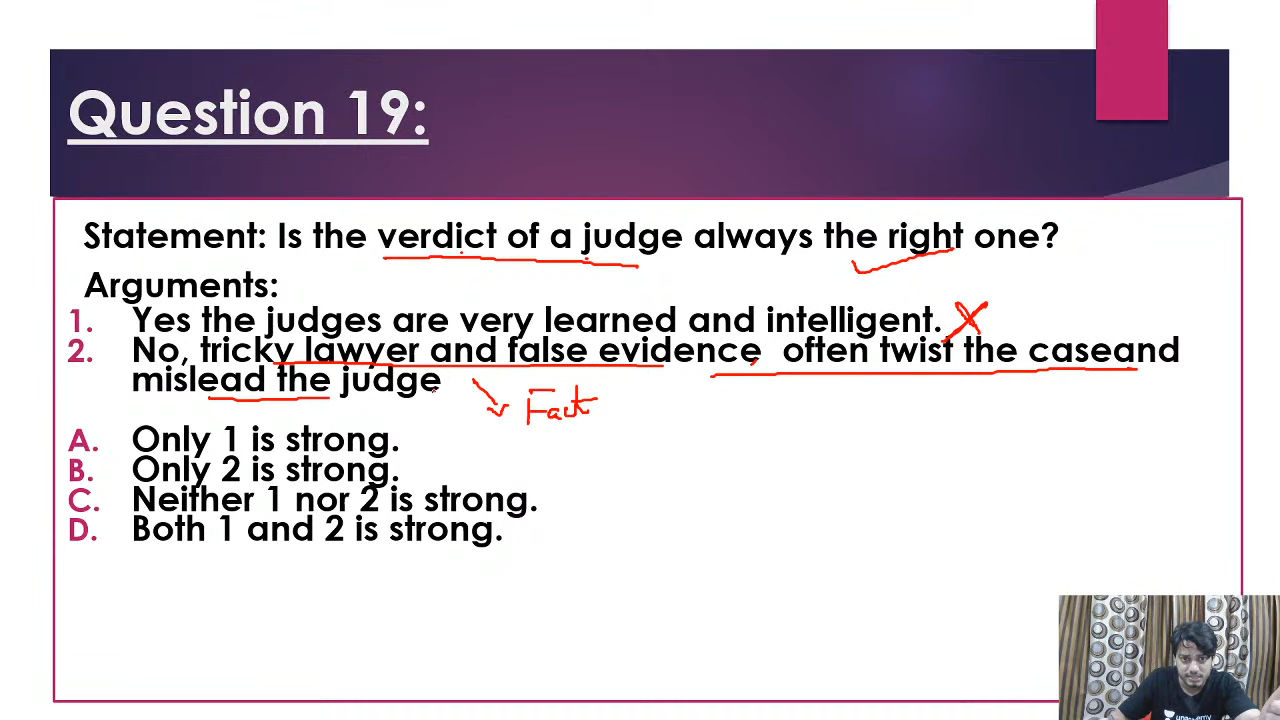 Question 19:
Statement: Is the verdict of a judge always the right one?
Arguments:
1. Yes the judges are very learned and intelligent.
2. No, tricky lawyer and false evidence often twist the caseand
mislead the judge
Fact
A. Only 1 is strong.
B. Only 2 is strong.
C. Neither 1 nor 2 is strong.
D. Both 1 and 2 is strong.